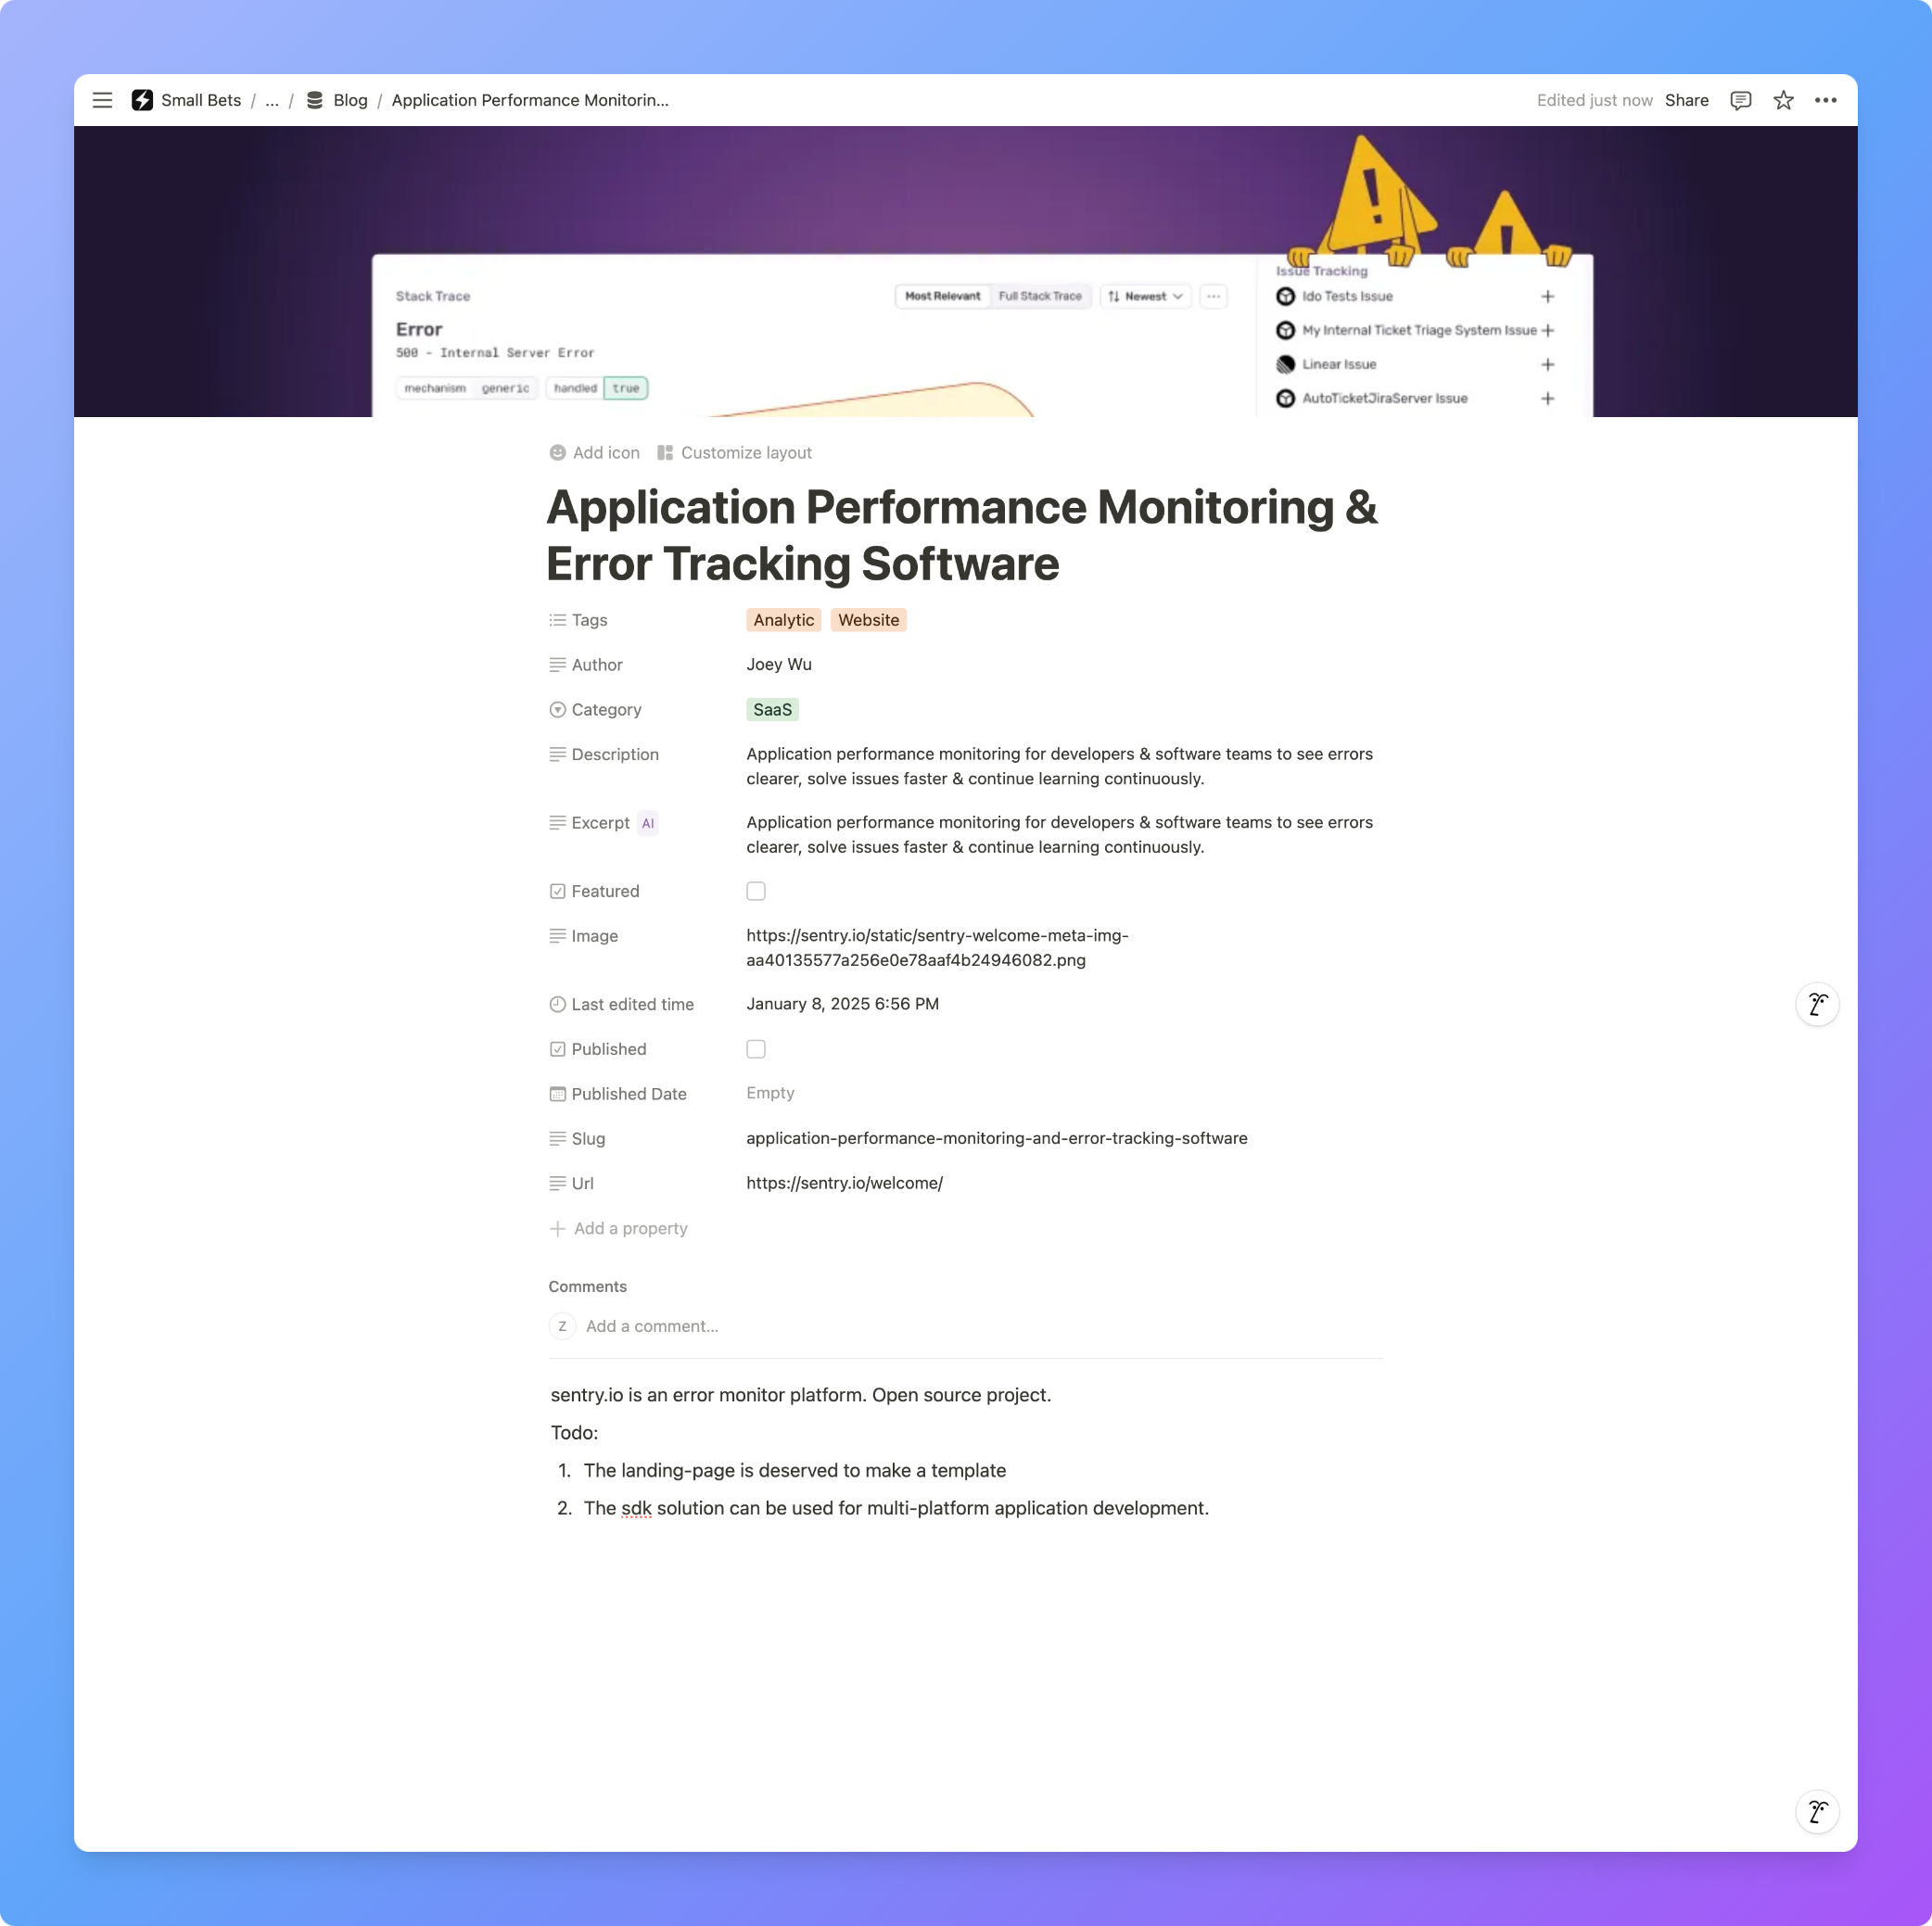 Small Bets / ... / Blog / Application Performance Monitorin...
Edited just now Share
Stack Trace
Most Relevant Full Stack Trace Newest
Error
500 - Internal Server Error
mechanism generic handled true
Issue Tracking
Ido Tests Issue
My Internal Ticket Triage System Issue
Linear Issue
AutoTicketJiraServer Issue
Add icon Customize layout
Application Performance Monitoring &
Error Tracking Software
Tags Analytic Website
Author Joey Wu
Category SaaS
Description Application performance monitoring for developers & software teams to see errors
clearer, solve issues faster & continue learning continuously.
Excerpt AI Application performance monitoring for developers & software teams to see errors
clearer, solve issues faster & continue learning continuously.
Featured
Image https://sentry.io/static/sentry-welcome-meta-img-
aa40135577a256e0e78aaf4b24946082.png
Last edited time January 8, 2025 6:56 PM
Published
Published Date Empty
Slug application-performance-monitoring-and-error-tracking-software
Url https://sentry.io/welcome/
Add a property
Comments
Z Add a comment...
sentry.io is an error monitor platform. Open source project.
Todo:
1. The landing-page is deserved to make a template
2. The sdk solution can be used for multi-platform application development.